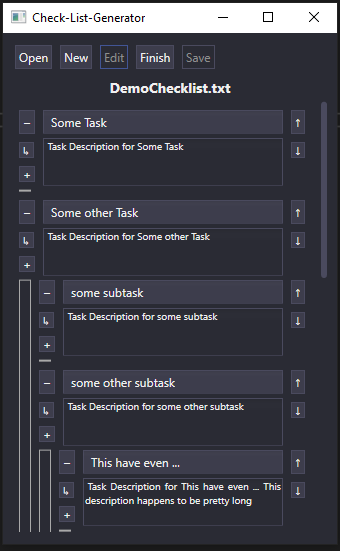 Check-List-Generator
Open New Edit Finish Save
DemoChecklist.txt
− Some Task ↑
↳ Task Description for Some Task ↓
+
− Some other Task ↑
↳ Task Description for Some other Task ↓
+
− some subtask ↑
↳ Task Description for some subtask ↓
+
− some other subtask ↑
↳ Task Description for some other subtask ↓
+
− This have even ... ↑
↳ Task Description for This have even ... This ↓
description happens to be pretty long
+